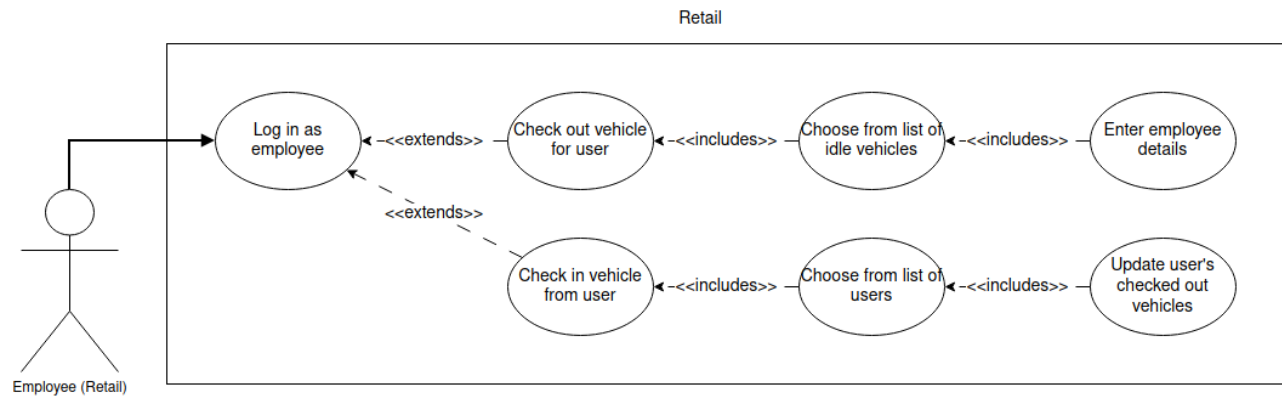 Retail
Log in as
employee
<<extends>>
Check out vehicle
for user
<<includes>>
Choose from list of
idle vehicles
<<includes>>
Enter employee
details
<<extends>>
Check in vehicle
from user
<<includes>>
Choose from list of
users
<<includes>>
Update user's
checked out
vehicles
Employee (Retail)